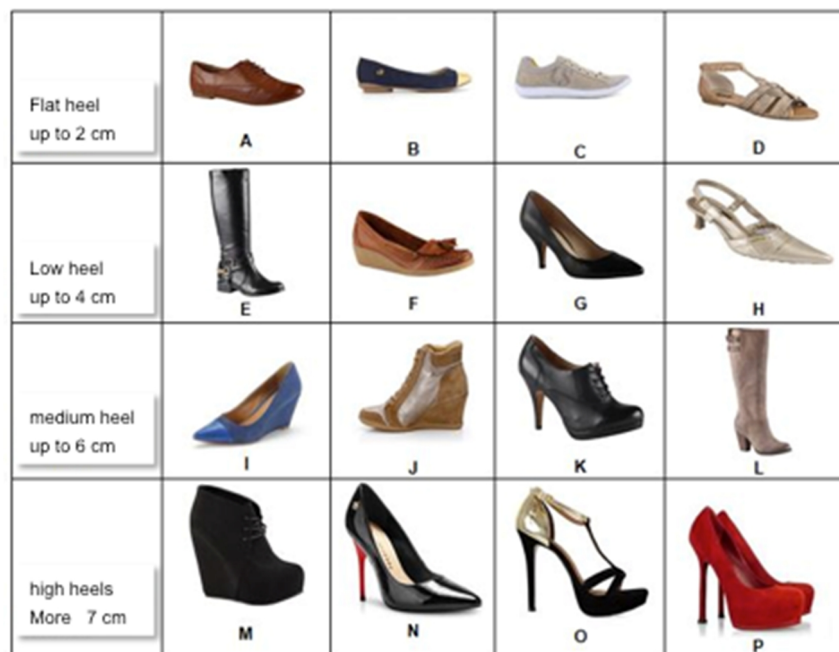 Flat heel
up to 2 cm
A
B
C
D
Low heel
up to 4 cm
E
F
G
H
medium heel
up to 6 cm
I
J
K
L
high heels
More 7 cm
M
N
O
P